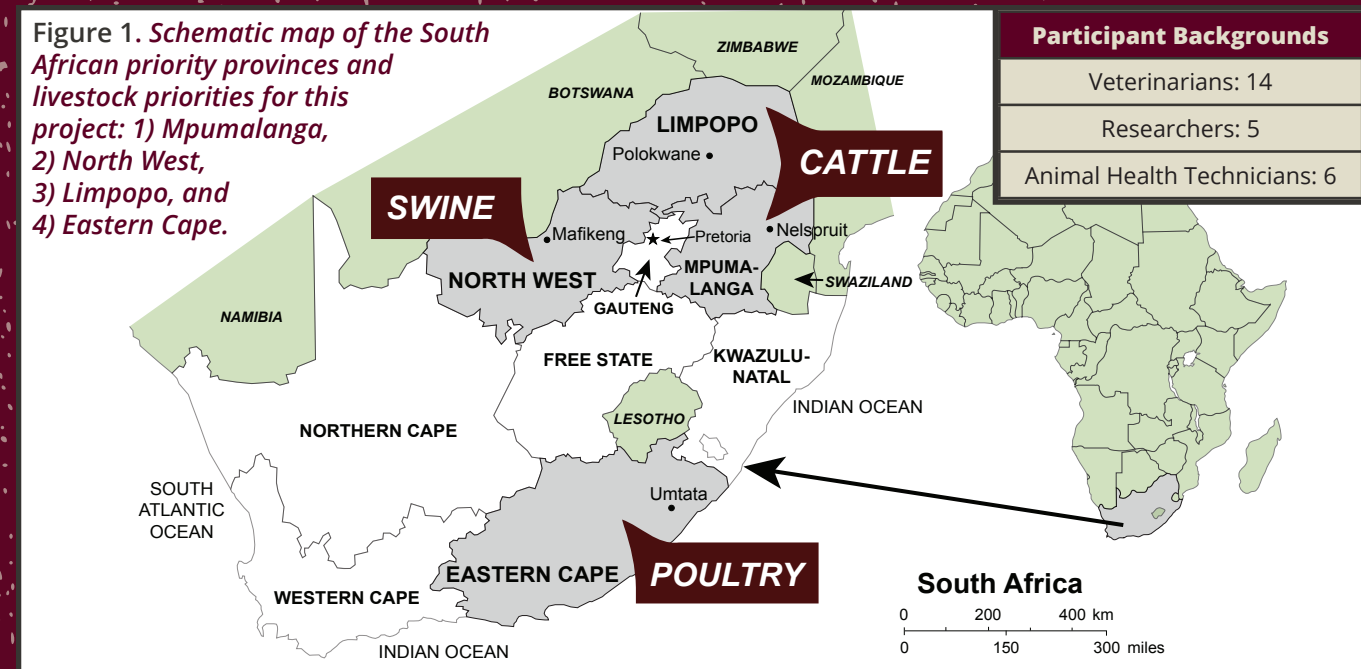 Figure 1. Schematic map of the South
African priority provinces and
livestock priorities for this
project: 1) Mpumalanga,
2) North West,
3) Limpopo, and
4) Eastern Cape.
Participant Backgrounds
Veterinarians: 14
Researchers: 5
Animal Health Technicians: 6
ZIMBABWE
MOZAMBIQUE
BOTSWANA
LIMPOPO
Polokwane
CATTLE
SWINE
Mafikeng
Pretoria
Nelspruit
NORTH WEST
MPUMA-
LANGA
SWAZILAND
GAUTENG
NAMIBIA
FREE STATE
KWAZULU-
NATAL
INDIAN OCEAN
LESOTHO
NORTHERN CAPE
SOUTH
ATLANTIC
OCEAN
Umtata
EASTERN CAPE
POULTRY
WESTERN CAPE
INDIAN OCEAN
South Africa
0 200 400 km
0 150 300 miles